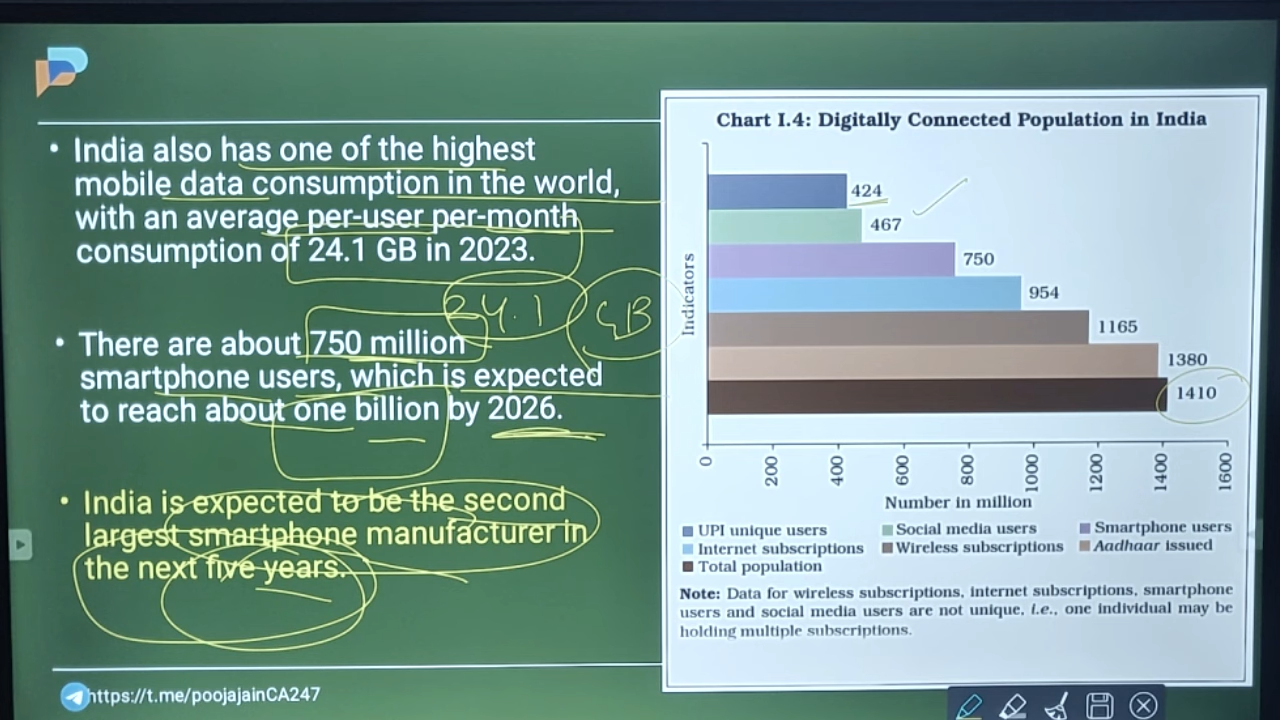 • India also has one of the highest
mobile data consumption in the world,
with an average per-user per-month
consumption of 24.1 GB in 2023.
24.1 GB
• There are about 750 million
smartphone users, which is expected
to reach about one billion by 2026.
• India is expected to be the second
largest smartphone manufacturer in
the next five years.
https://t.me/poojajainCA247
Chart I.4: Digitally Connected Population in India
Indicators
424
467
750
954
1165
1380
1410
0 200 400 600 800 1000 1200 1400 1600
Number in million
UPI unique users Social media users Smartphone users
Internet subscriptions Wireless subscriptions Aadhaar issued
Total population
Note: Data for wireless subscriptions, internet subscriptions, smartphone
users and social media users are not unique, i.e., one individual may be
holding multiple subscriptions.